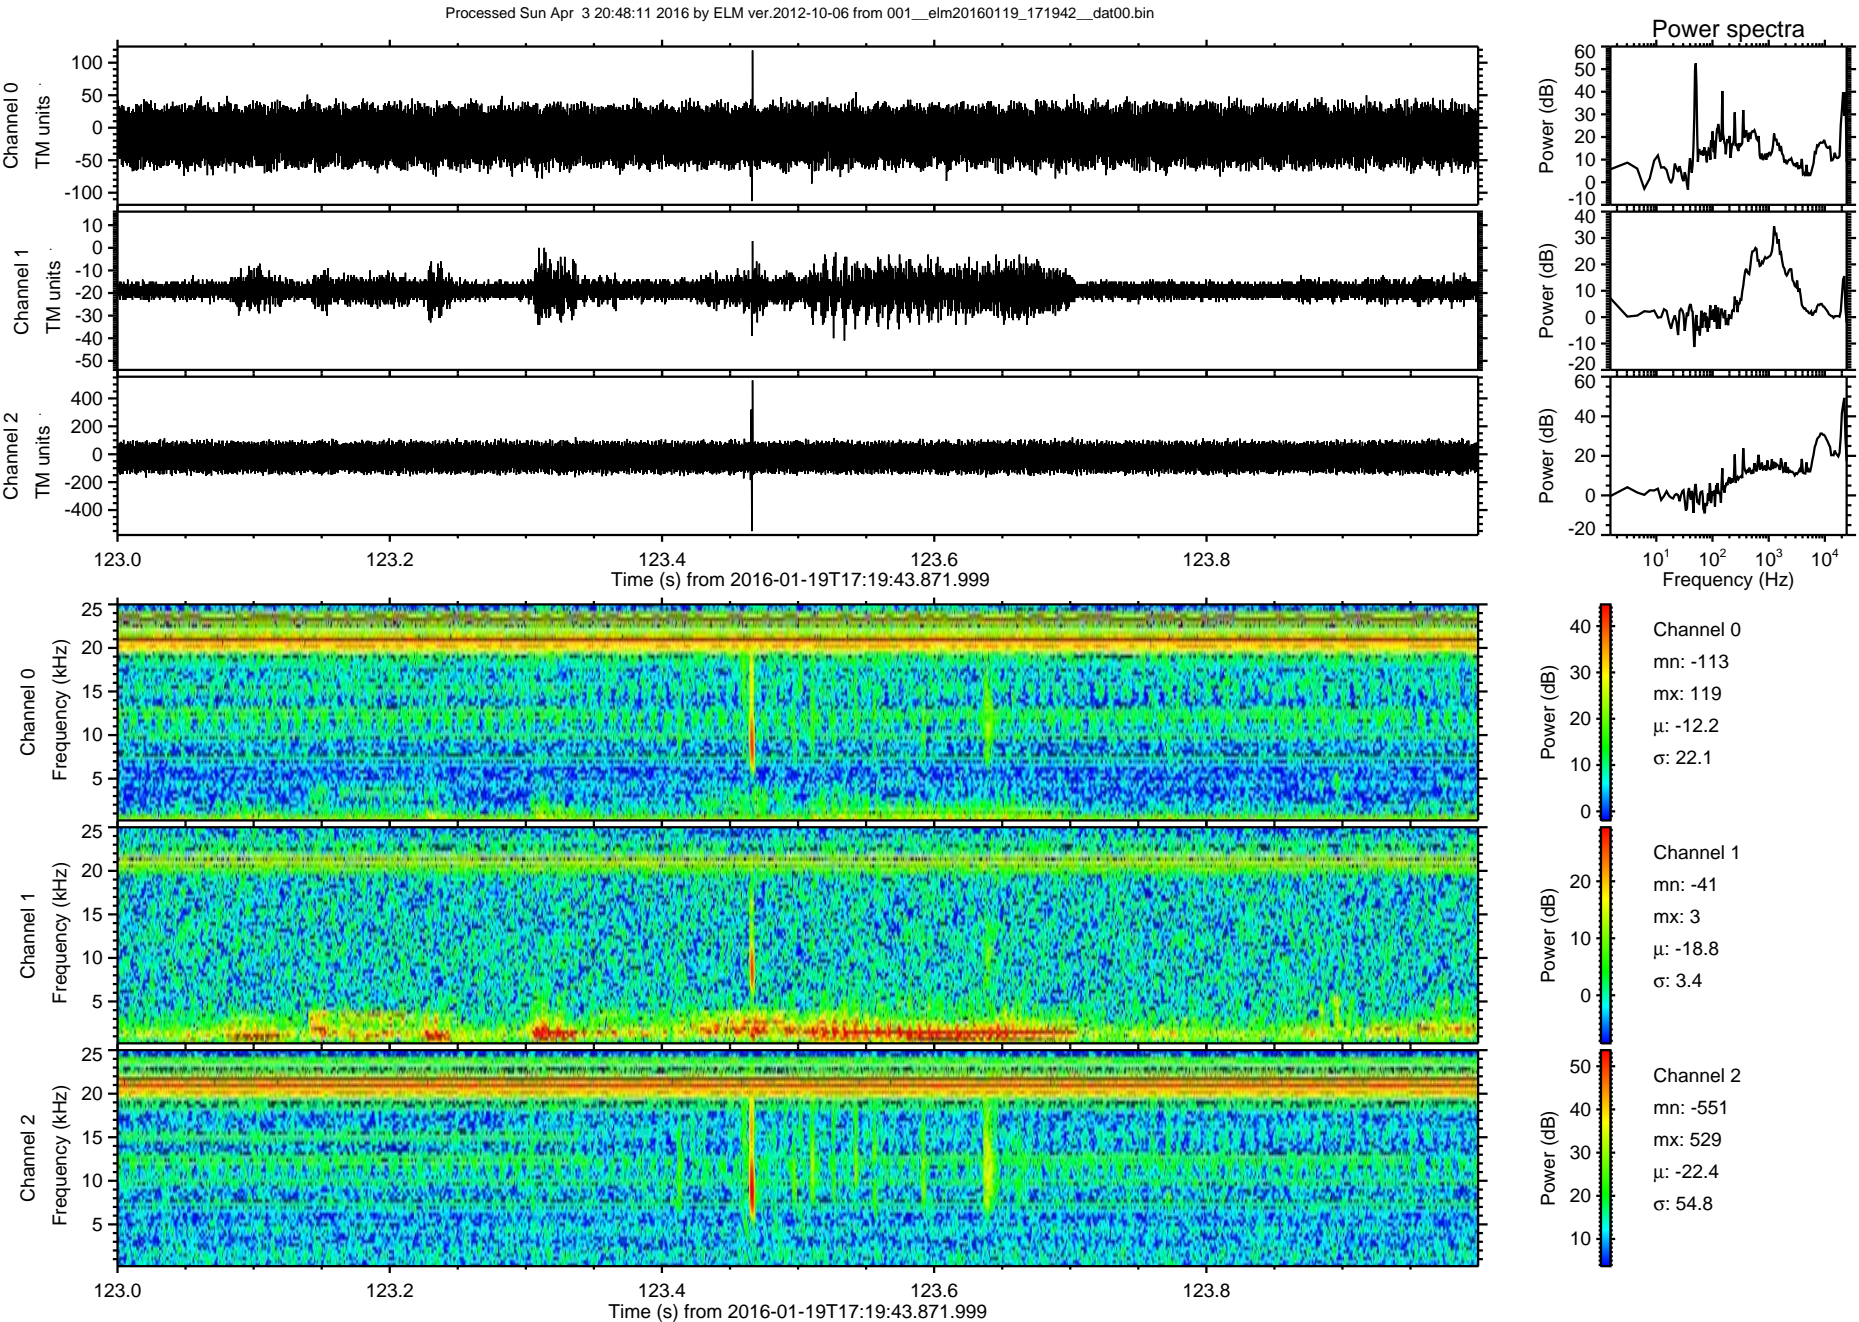 Processed Sun Apr  3 20:48:11 2016 by ELM ver.2012-10-06 from 001__elm20160119_171942__dat00.bin
Power spectra
Channel 0
TM units
100
50
0
-50
-100
Power (dB)
60
50
40
30
20
10
0
-10
Channel 1
TM units
10
0
-10
-20
-30
-40
-50
Power (dB)
40
30
20
10
0
-10
-20
Channel 2
TM units
400
200
0
-200
-400
Power (dB)
60
40
20
0
-20
123.0 123.2 123.4 123.6 123.8
Time (s) from 2016-01-19T17:19:43.871.999
10¹ 10² 10³ 10⁴
Frequency (Hz)
Channel 0
Frequency (kHz)
25
20
15
10
5
Power (dB)
40
30
20
10
0
Channel 0
mn: -113
mx: 119
μ: -12.2
σ: 22.1
Channel 1
Frequency (kHz)
25
20
15
10
5
Power (dB)
20
10
0
Channel 1
mn: -41
mx: 3
μ: -18.8
σ: 3.4
Channel 2
Frequency (kHz)
25
20
15
10
5
Power (dB)
50
40
30
20
10
Channel 2
mn: -551
mx: 529
μ: -22.4
σ: 54.8
123.0 123.2 123.4 123.6 123.8
Time (s) from 2016-01-19T17:19:43.871.999